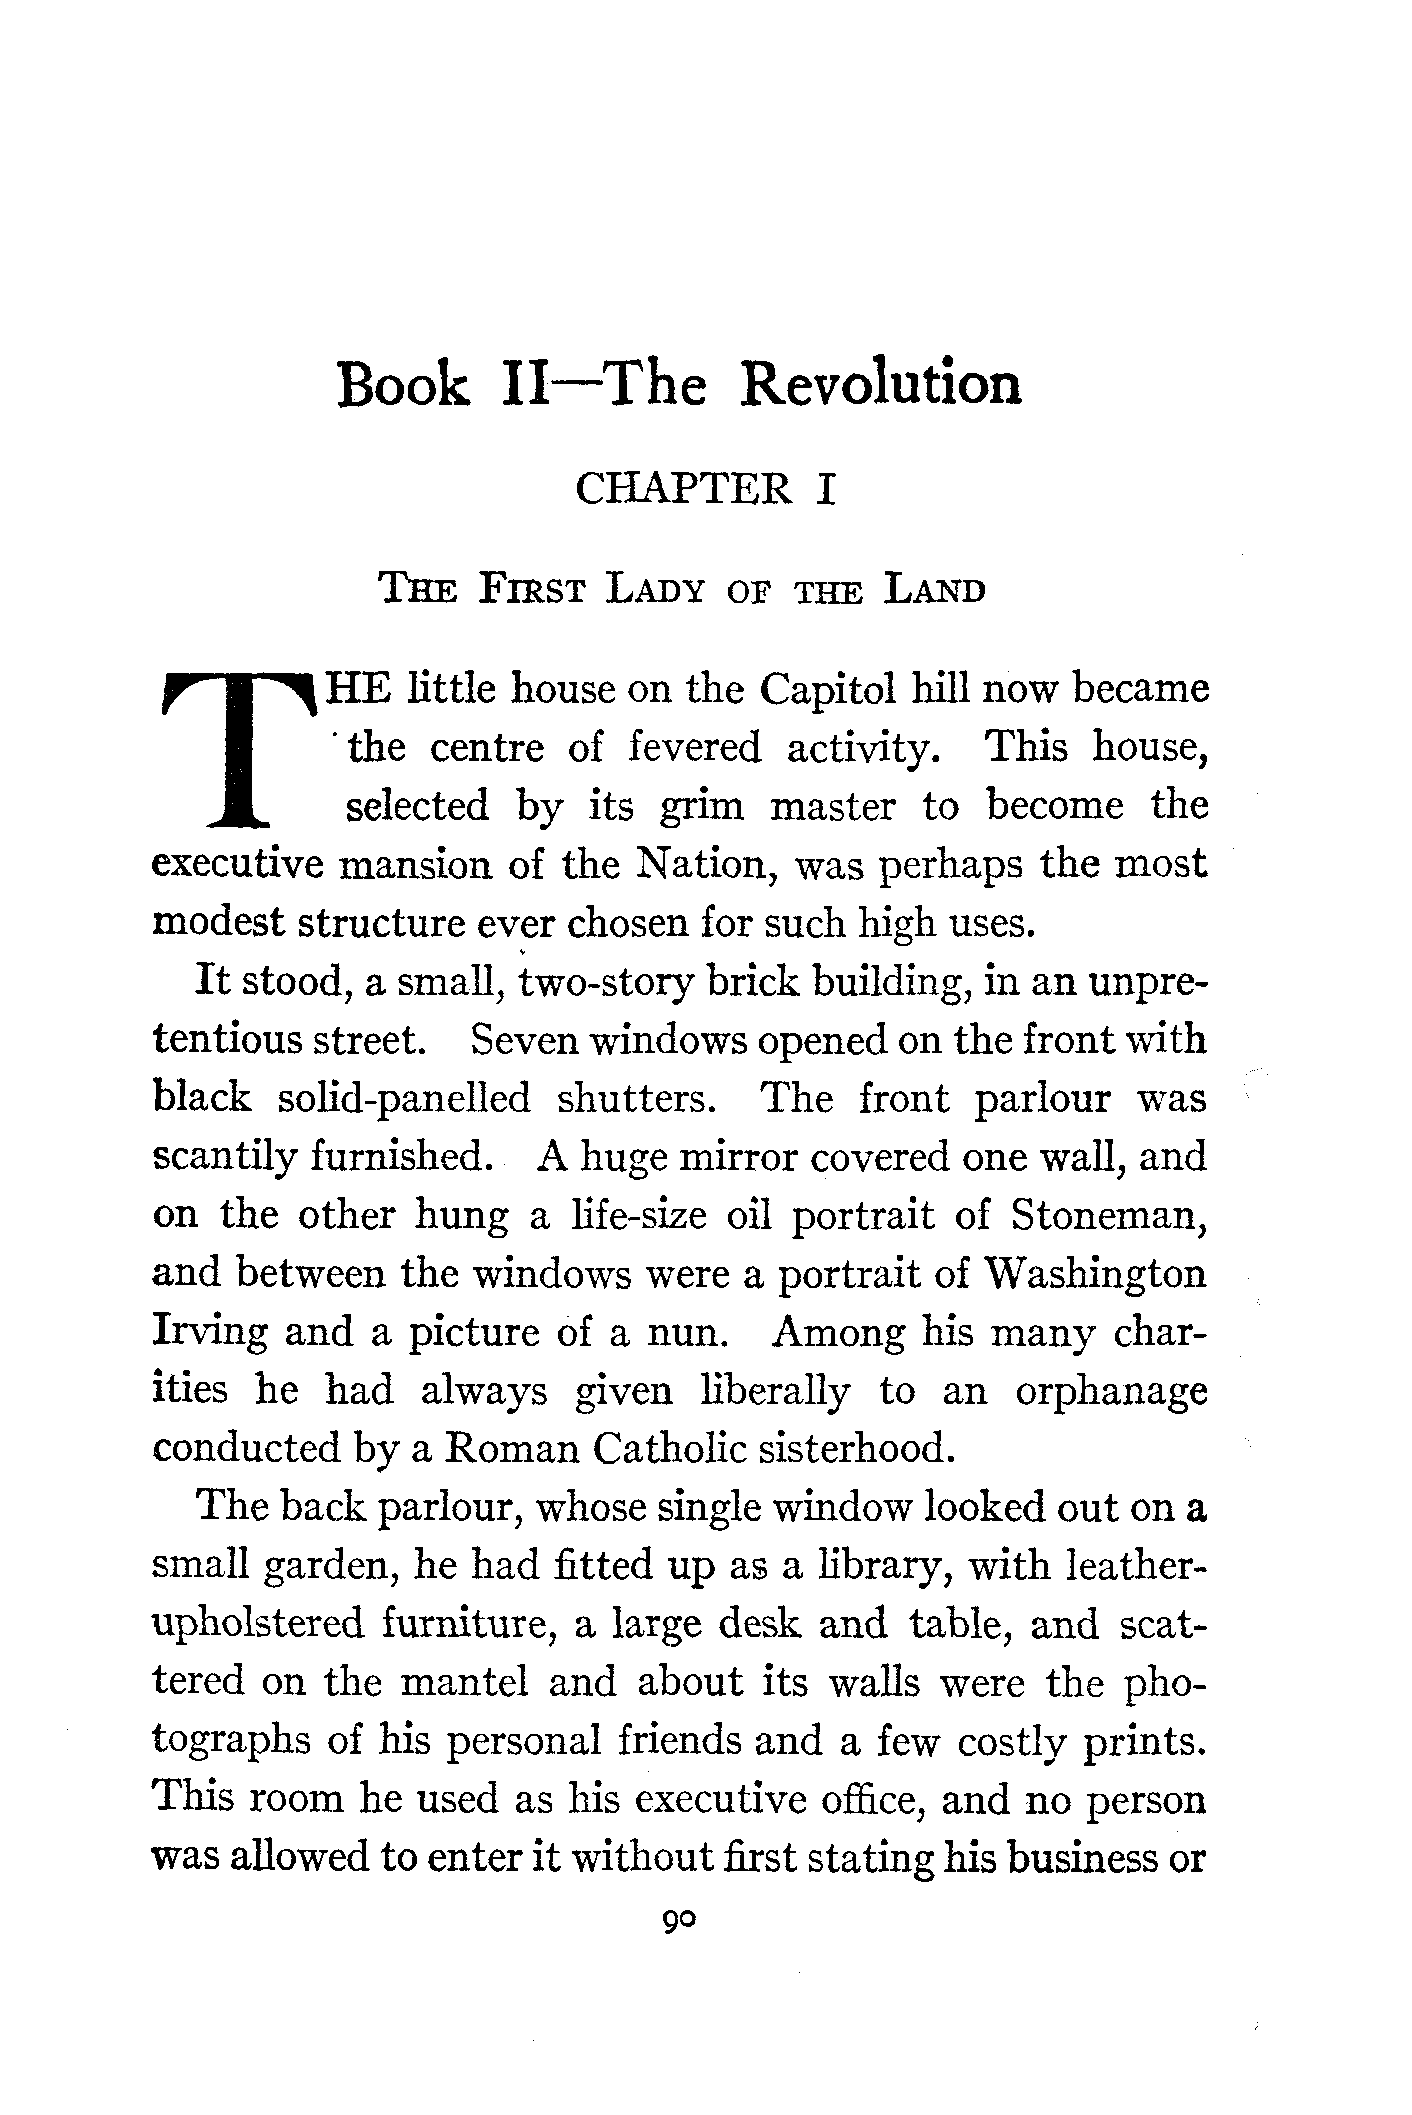 Book II—The Revolution
CHAPTER I
THE FIRST LADY OF THE LAND
THE little house on the Capitol hill now became
the centre of fevered activity. This house,
selected by its grim master to become the
executive mansion of the Nation, was perhaps the most
modest structure ever chosen for such high uses.
It stood, a small, two-story brick building, in an unpre-
tentious street. Seven windows opened on the front with
black solid-panelled shutters. The front parlour was
scantily furnished. A huge mirror covered one wall, and
on the other hung a life-size oil portrait of Stoneman,
and between the windows were a portrait of Washington
Irving and a picture of a nun. Among his many char-
ities he had always given liberally to an orphanage
conducted by a Roman Catholic sisterhood.
The back parlour, whose single window looked out on a
small garden, he had fitted up as a library, with leather-
upholstered furniture, a large desk and table, and scat-
tered on the mantel and about its walls were the pho-
tographs of his personal friends and a few costly prints.
This room he used as his executive office, and no person
was allowed to enter it without first stating his business or
90